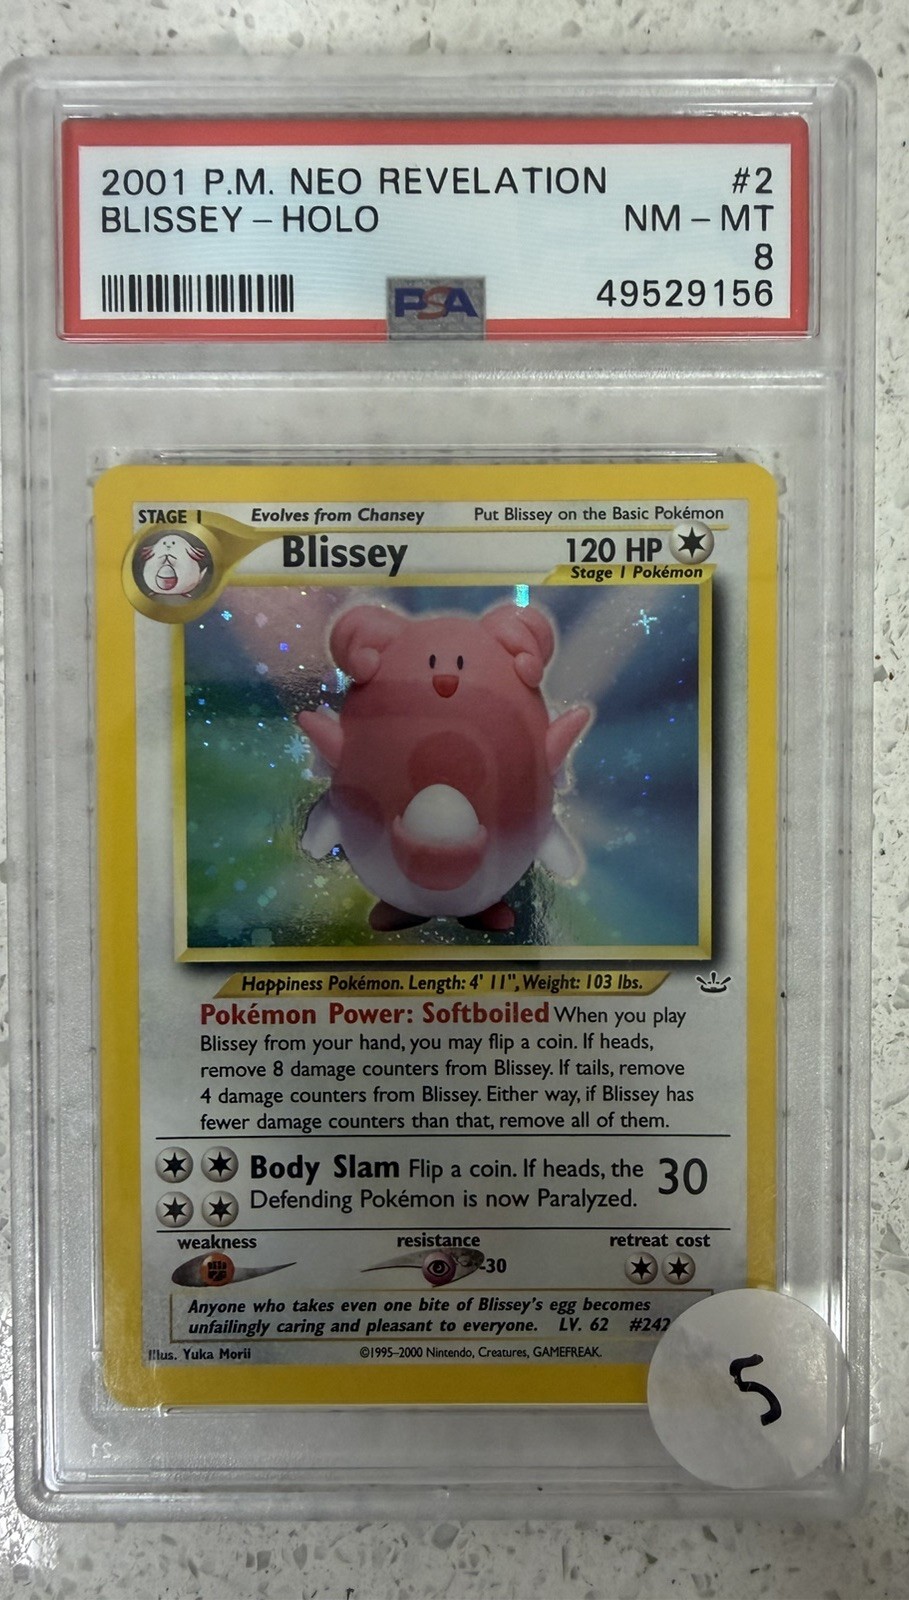 2001 P.M. NEO REVELATION #2
BLISSEY – HOLO NM – MT
8
PSA 49529156
STAGE 1 Evolves from Chansey Put Blissey on the Basic Pokémon
Blissey 120 HP
Stage 1 Pokémon
Happiness Pokémon. Length: 4' 11", Weight: 103 lbs.
Pokémon Power: Softboiled When you play
Blissey from your hand, you may flip a coin. If heads,
remove 8 damage counters from Blissey. If tails, remove
4 damage counters from Blissey. Either way, if Blissey has
fewer damage counters than that, remove all of them.
Body Slam Flip a coin. If heads, the 30
Defending Pokémon is now Paralyzed.
weakness resistance retreat cost
-30
Anyone who takes even one bite of Blissey's egg becomes
unfailingly caring and pleasant to everyone. LV. 62 #242
Illus. Yuka Morii ©1995–2000 Nintendo, Creatures, GAMEFREAK.
5
21